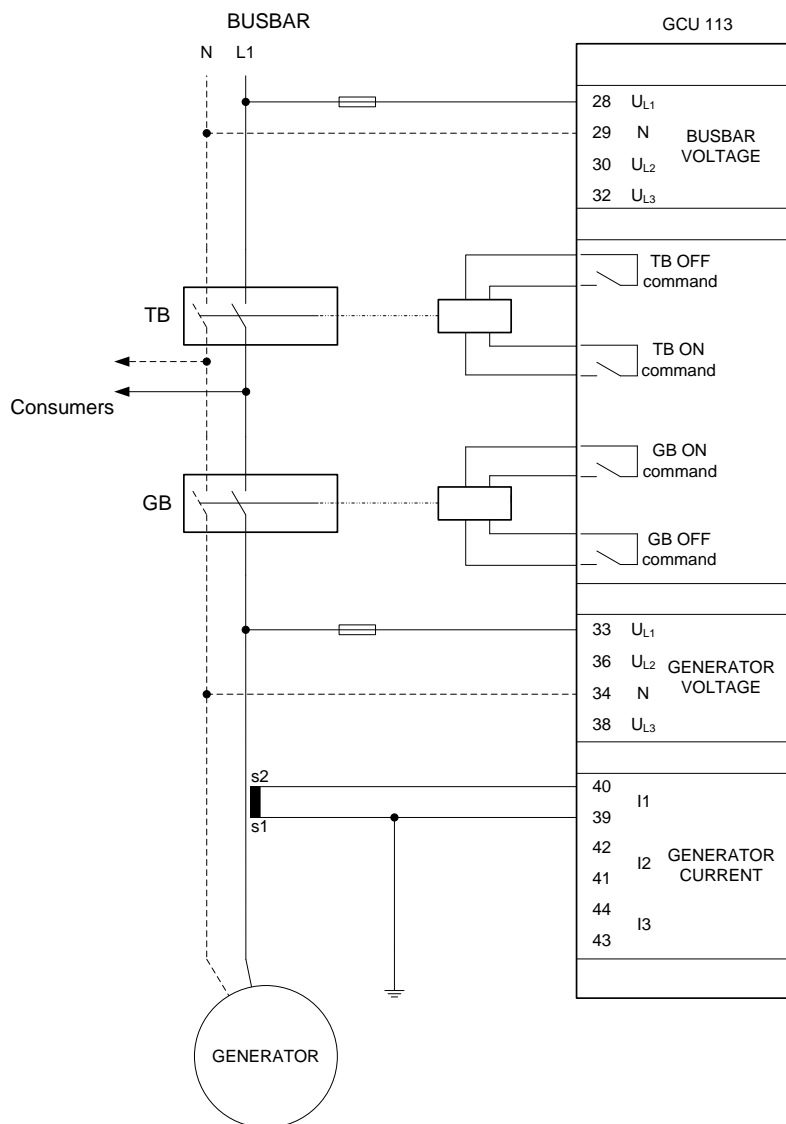 BUSBAR
GCU 113
N L1
28 UL1
29 N
BUSBAR
VOLTAGE
30 UL2
32 UL3
TB OFF
command
TB
TB ON
command
Consumers
GB ON
command
GB
GB OFF
command
33 UL1
36 UL2
GENERATOR
VOLTAGE
34 N
38 UL3
s2
s1
40
I1
39
42
I2
41
GENERATOR
CURRENT
44
I3
43
GENERATOR